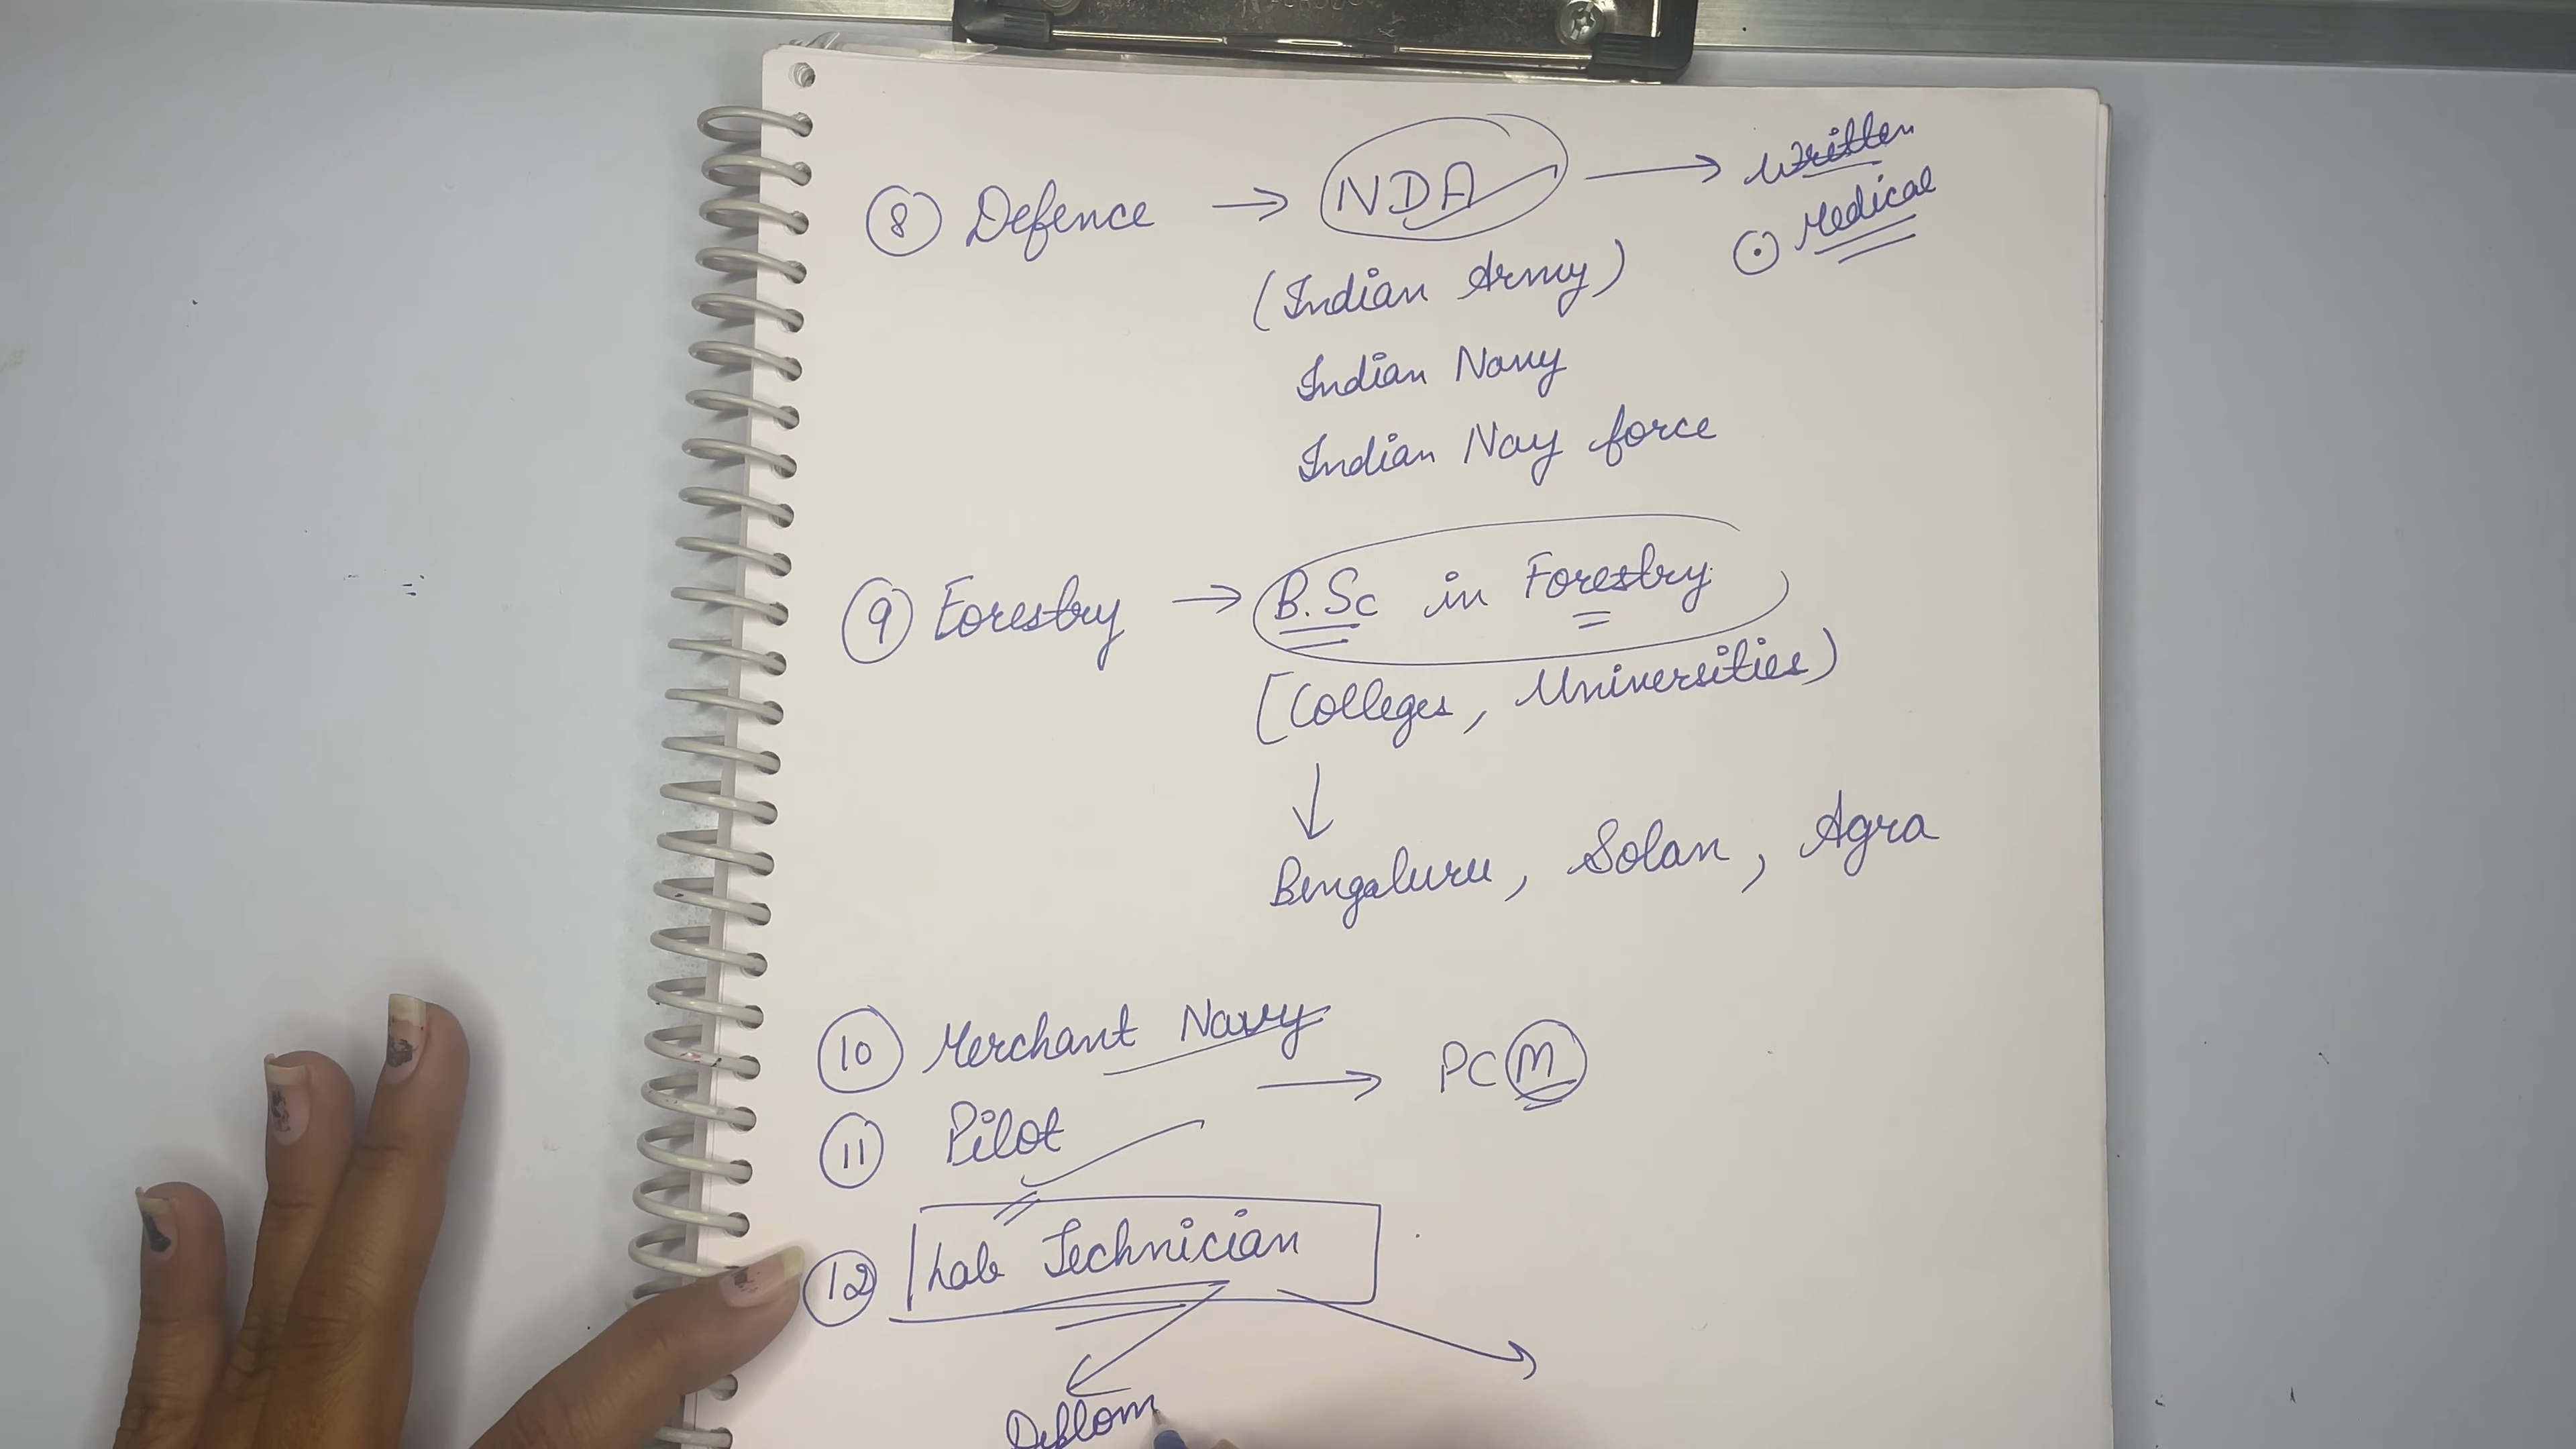 8 Defence → NDA → Written
Medical
(Indian Army)
Indian Navy
Indian Nay force
9 Forestry → B.Sc in Forestry
[Colleges, Universities)
↓
Bengaluru, Solan, Agra
10 Merchant Navy → PCM
11 Pilot
12 Lab Technician
Deplom